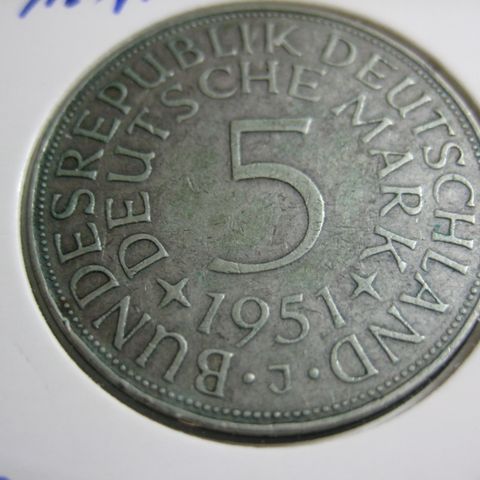 BUNDESREPUBLIK DEUTSCHLAND
DEUTSCHE MARK
5
1951
· J ·